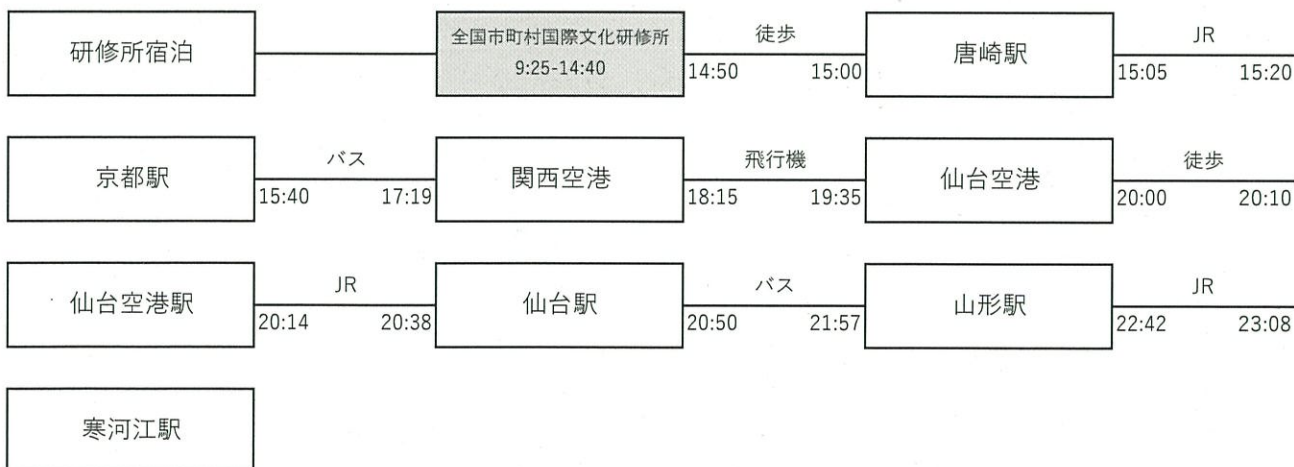 研修所宿泊
全国市町村国際文化研修所
9:25-14:40
徒歩
14:50 15:00
唐崎駅
JR
15:05 15:20
京都駅
バス
15:40 17:19
関西空港
飛行機
18:15 19:35
仙台空港
徒歩
20:00 20:10
仙台空港駅
JR
20:14 20:38
仙台駅
バス
20:50 21:57
山形駅
JR
22:42 23:08
寒河江駅